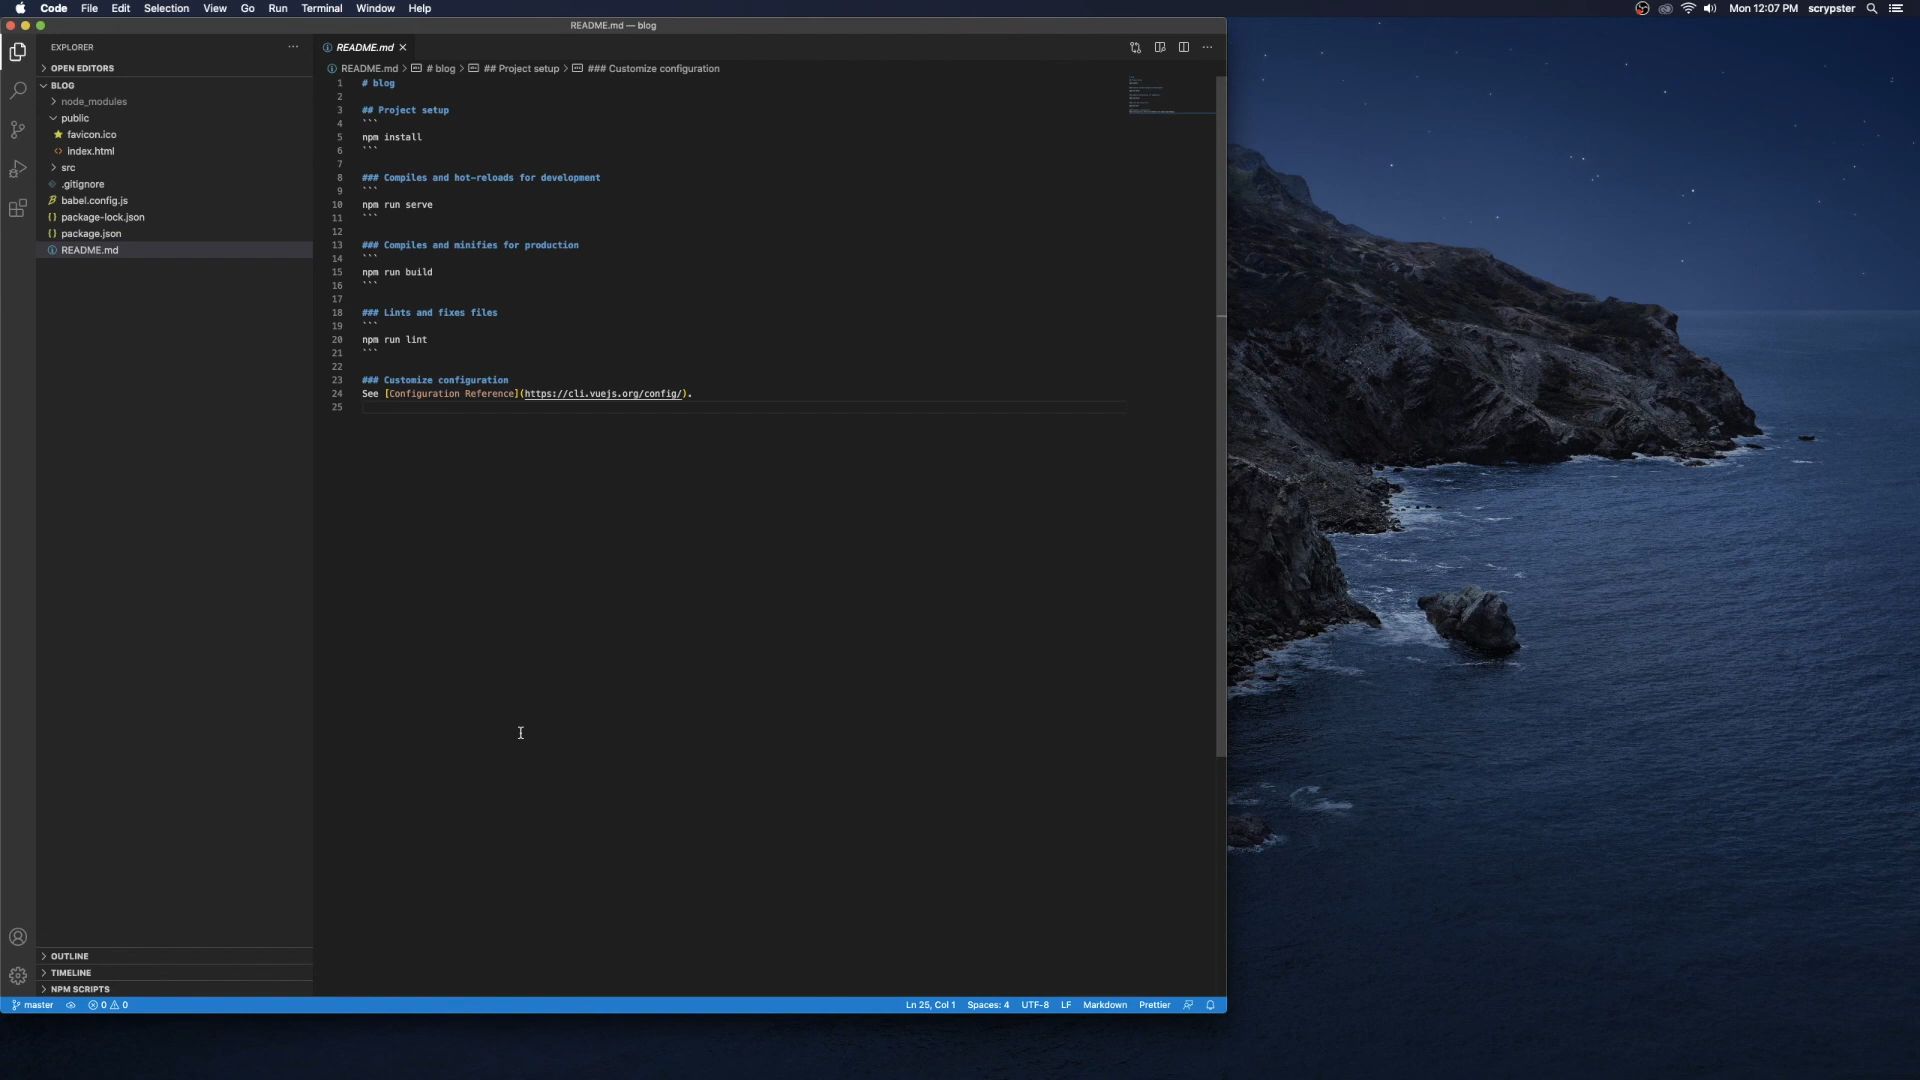 Code File Edit Selection View Go Run Terminal Window Help
Mon 12:07 PM scrypster
README.md — blog
EXPLORER
OPEN EDITORS
BLOG
node_modules
public
favicon.ico
index.html
src
.gitignore
babel.config.js
package-lock.json
package.json
README.md
OUTLINE
TIMELINE
NPM SCRIPTS
README.md
README.md > # blog > ## Project setup > ### Customize configuration
1 # blog
2
3 ## Project setup
4 ```
5 npm install
6 ```
7
8 ### Compiles and hot-reloads for development
9 ```
10 npm run serve
11 ```
12
13 ### Compiles and minifies for production
14 ```
15 npm run build
16 ```
17
18 ### Lints and fixes files
19 ```
20 npm run lint
21 ```
22
23 ### Customize configuration
24 See [Configuration Reference](https://cli.vuejs.org/config/).
25
master 0 0 Ln 25, Col 1 Spaces: 4 UTF-8 LF Markdown Prettier